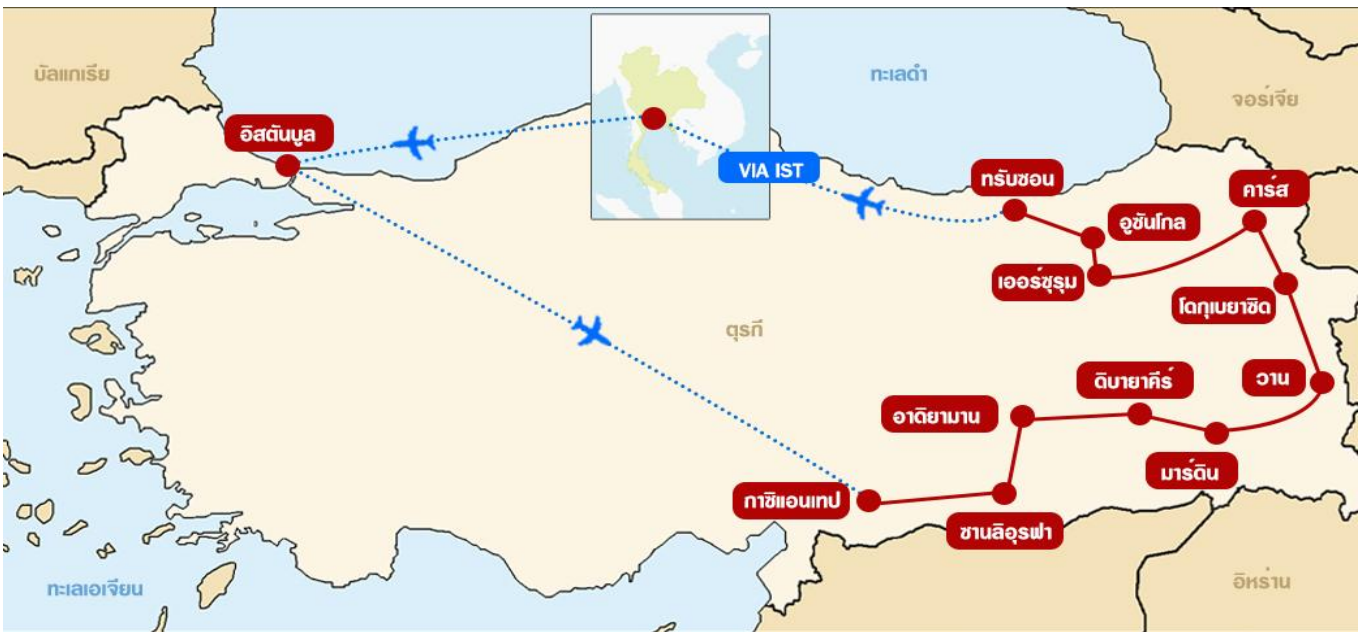 บัลแกเรีย
ทะเลดำ
จอร์เจีย
อิสตันบูล
VIA IST
ทรับซอน
คาร์ส
อูซันโกล
เออร์ซุรุม
โดกุเบยาซิด
ตุรกี
ดิบายาคีร์
วาน
อาดิยามาน
มาร์ดิน
กาซิแอนเทป
ซานลิอุรฟา
ทะเลเอเจียน
อิหร่าน